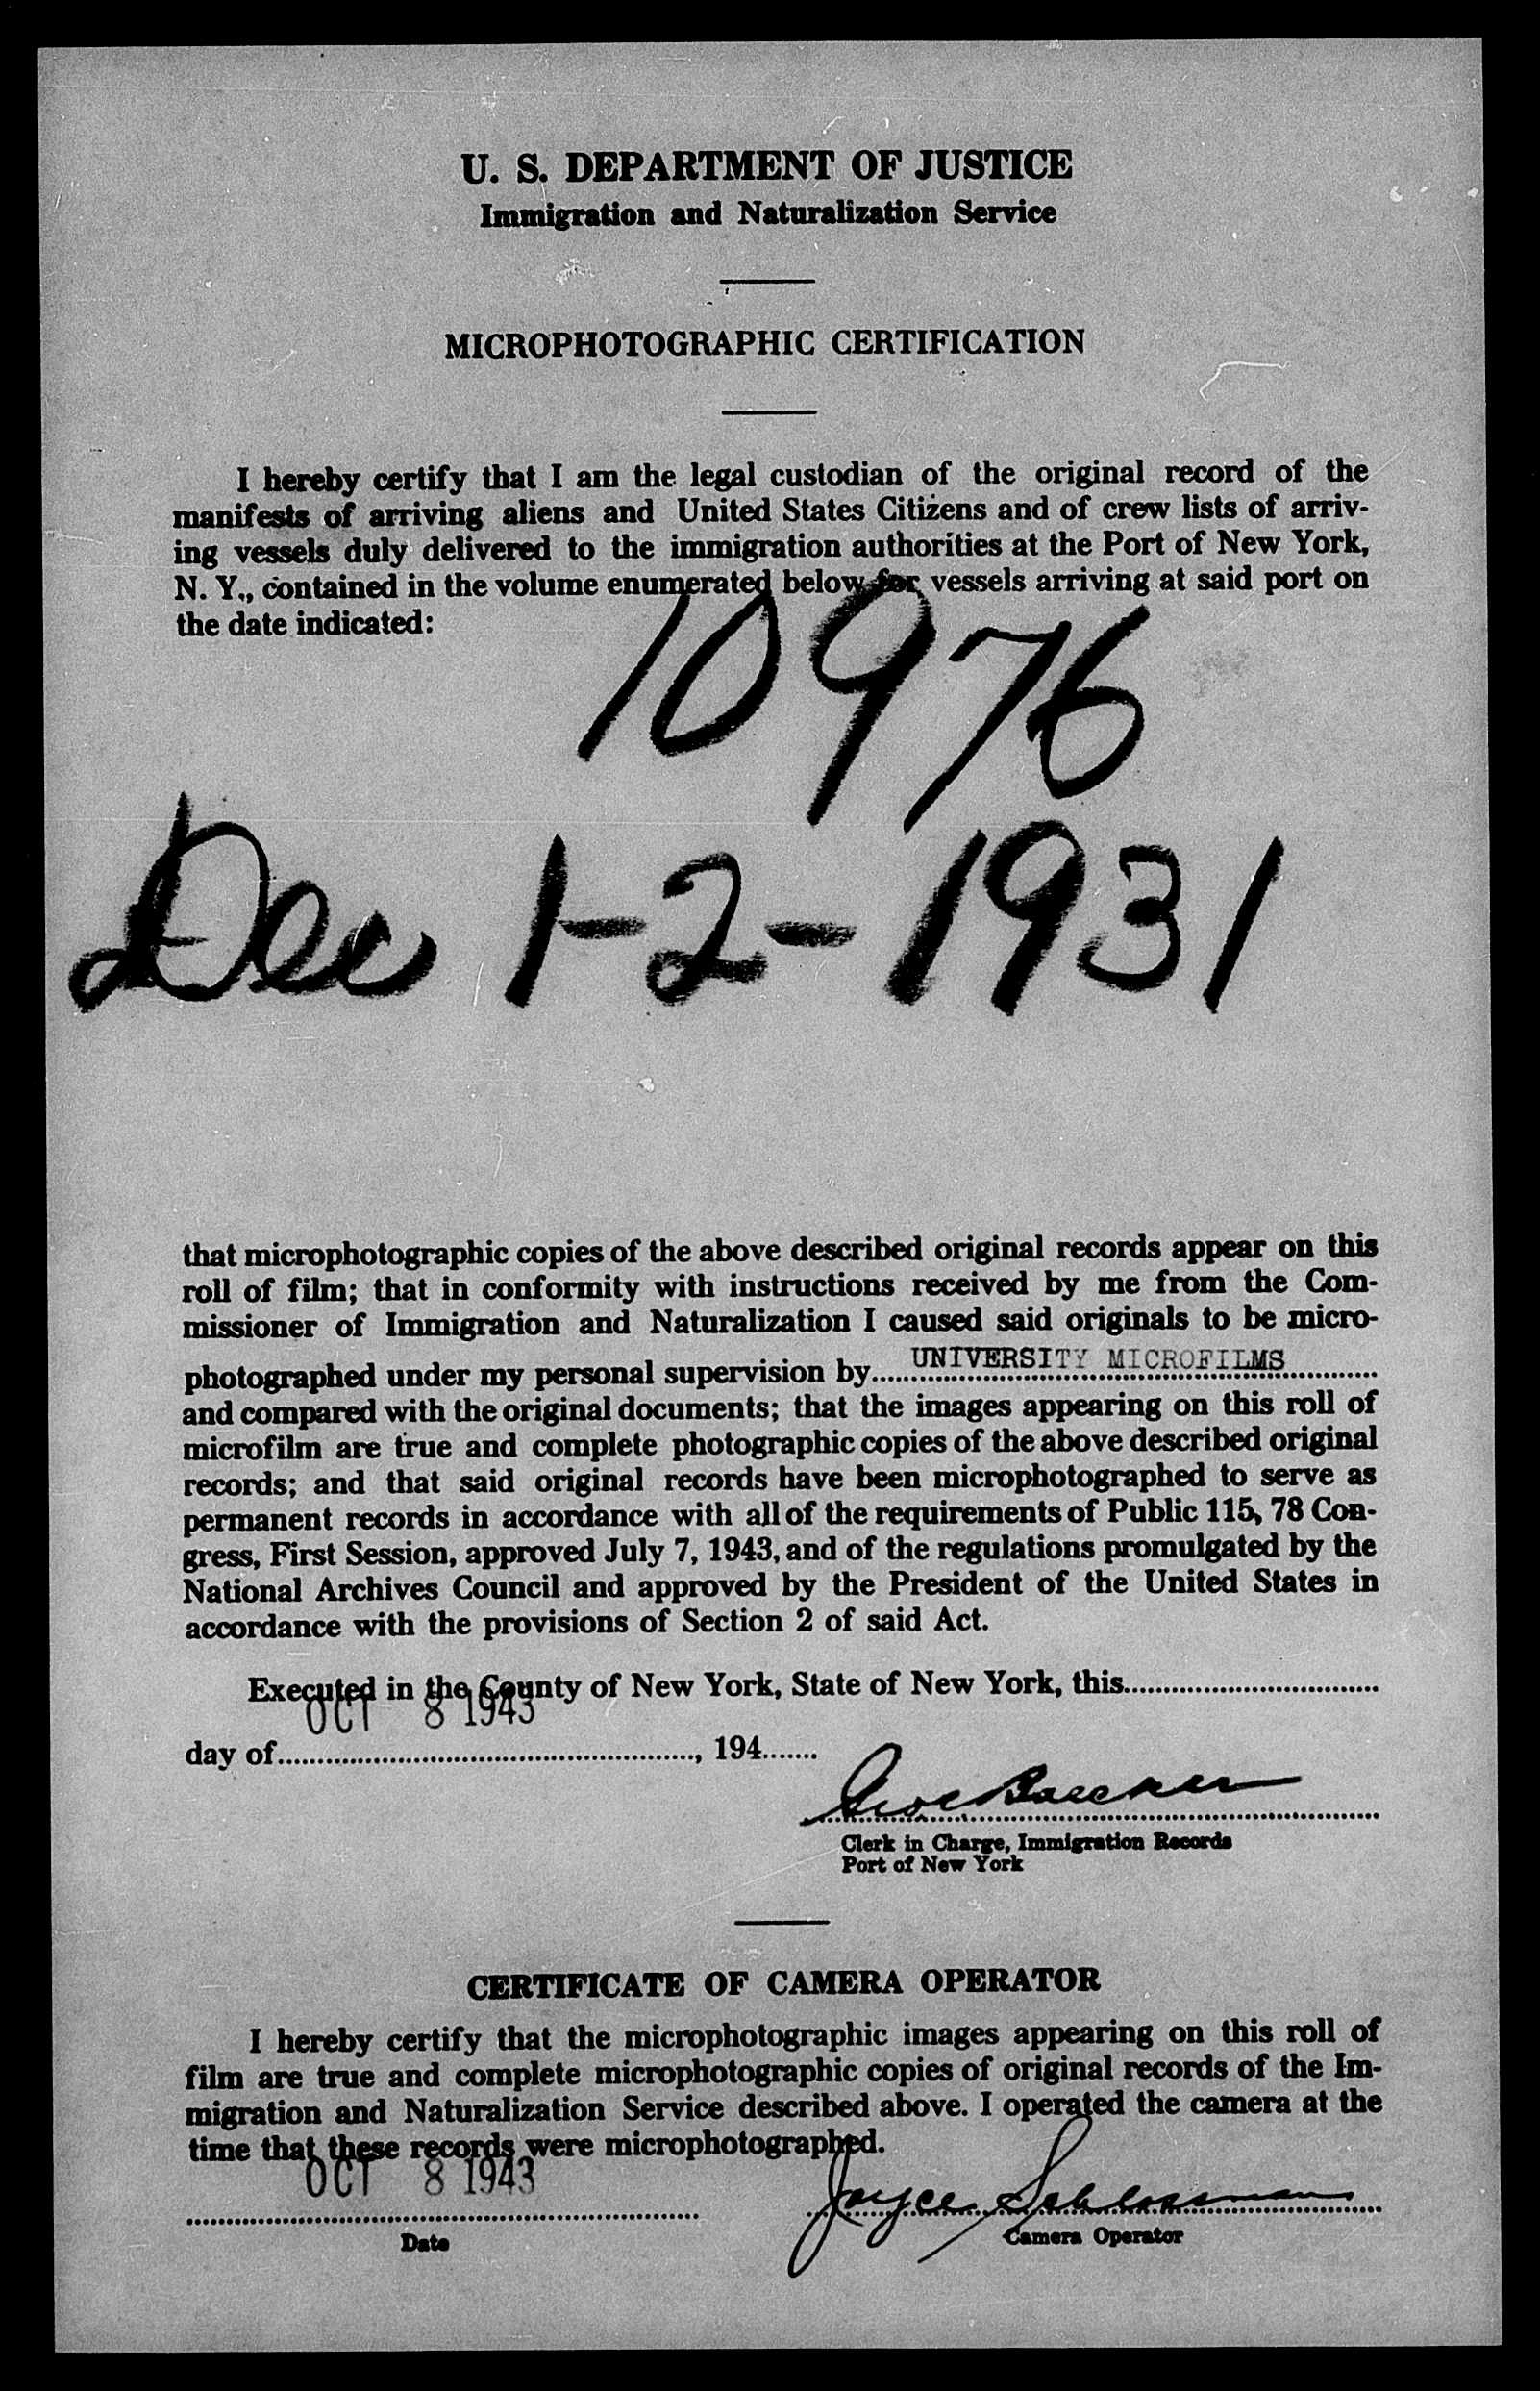 U. S. DEPARTMENT OF JUSTICE
Immigration and Naturalization Service
MICROPHOTOGRAPHIC CERTIFICATION
I hereby certify that I am the legal custodian of the original record of the
manifests of arriving aliens and United States Citizens and of crew lists of arriv-
ing vessels duly delivered to the immigration authorities at the Port of New York,
N. Y., contained in the volume enumerated below for vessels arriving at said port on
the date indicated:
10976
Dec 1-2-1931
that microphotographic copies of the above described original records appear on this
roll of film; that in conformity with instructions received by me from the Com-
missioner of Immigration and Naturalization I caused said originals to be micro-
photographed under my personal supervision by UNIVERSITY MICROFILMS
and compared with the original documents; that the images appearing on this roll of
microfilm are true and complete photographic copies of the above described original
records; and that said original records have been microphotographed to serve as
permanent records in accordance with all of the requirements of Public 115, 78 Con-
gress, First Session, approved July 7, 1943, and of the regulations promulgated by the
National Archives Council and approved by the President of the United States in
accordance with the provisions of Section 2 of said Act.
Executed in the County of New York, State of New York, this
OCT 8 1943
day of , 194
Clerk in Charge, Immigration Records
Port of New York
CERTIFICATE OF CAMERA OPERATOR
I hereby certify that the microphotographic images appearing on this roll of
film are true and complete microphotographic copies of original records of the Im-
migration and Naturalization Service described above. I operated the camera at the
time that these records were microphotographed.
OCT 8 1943
Joyce Schlossman
Date
Camera Operator